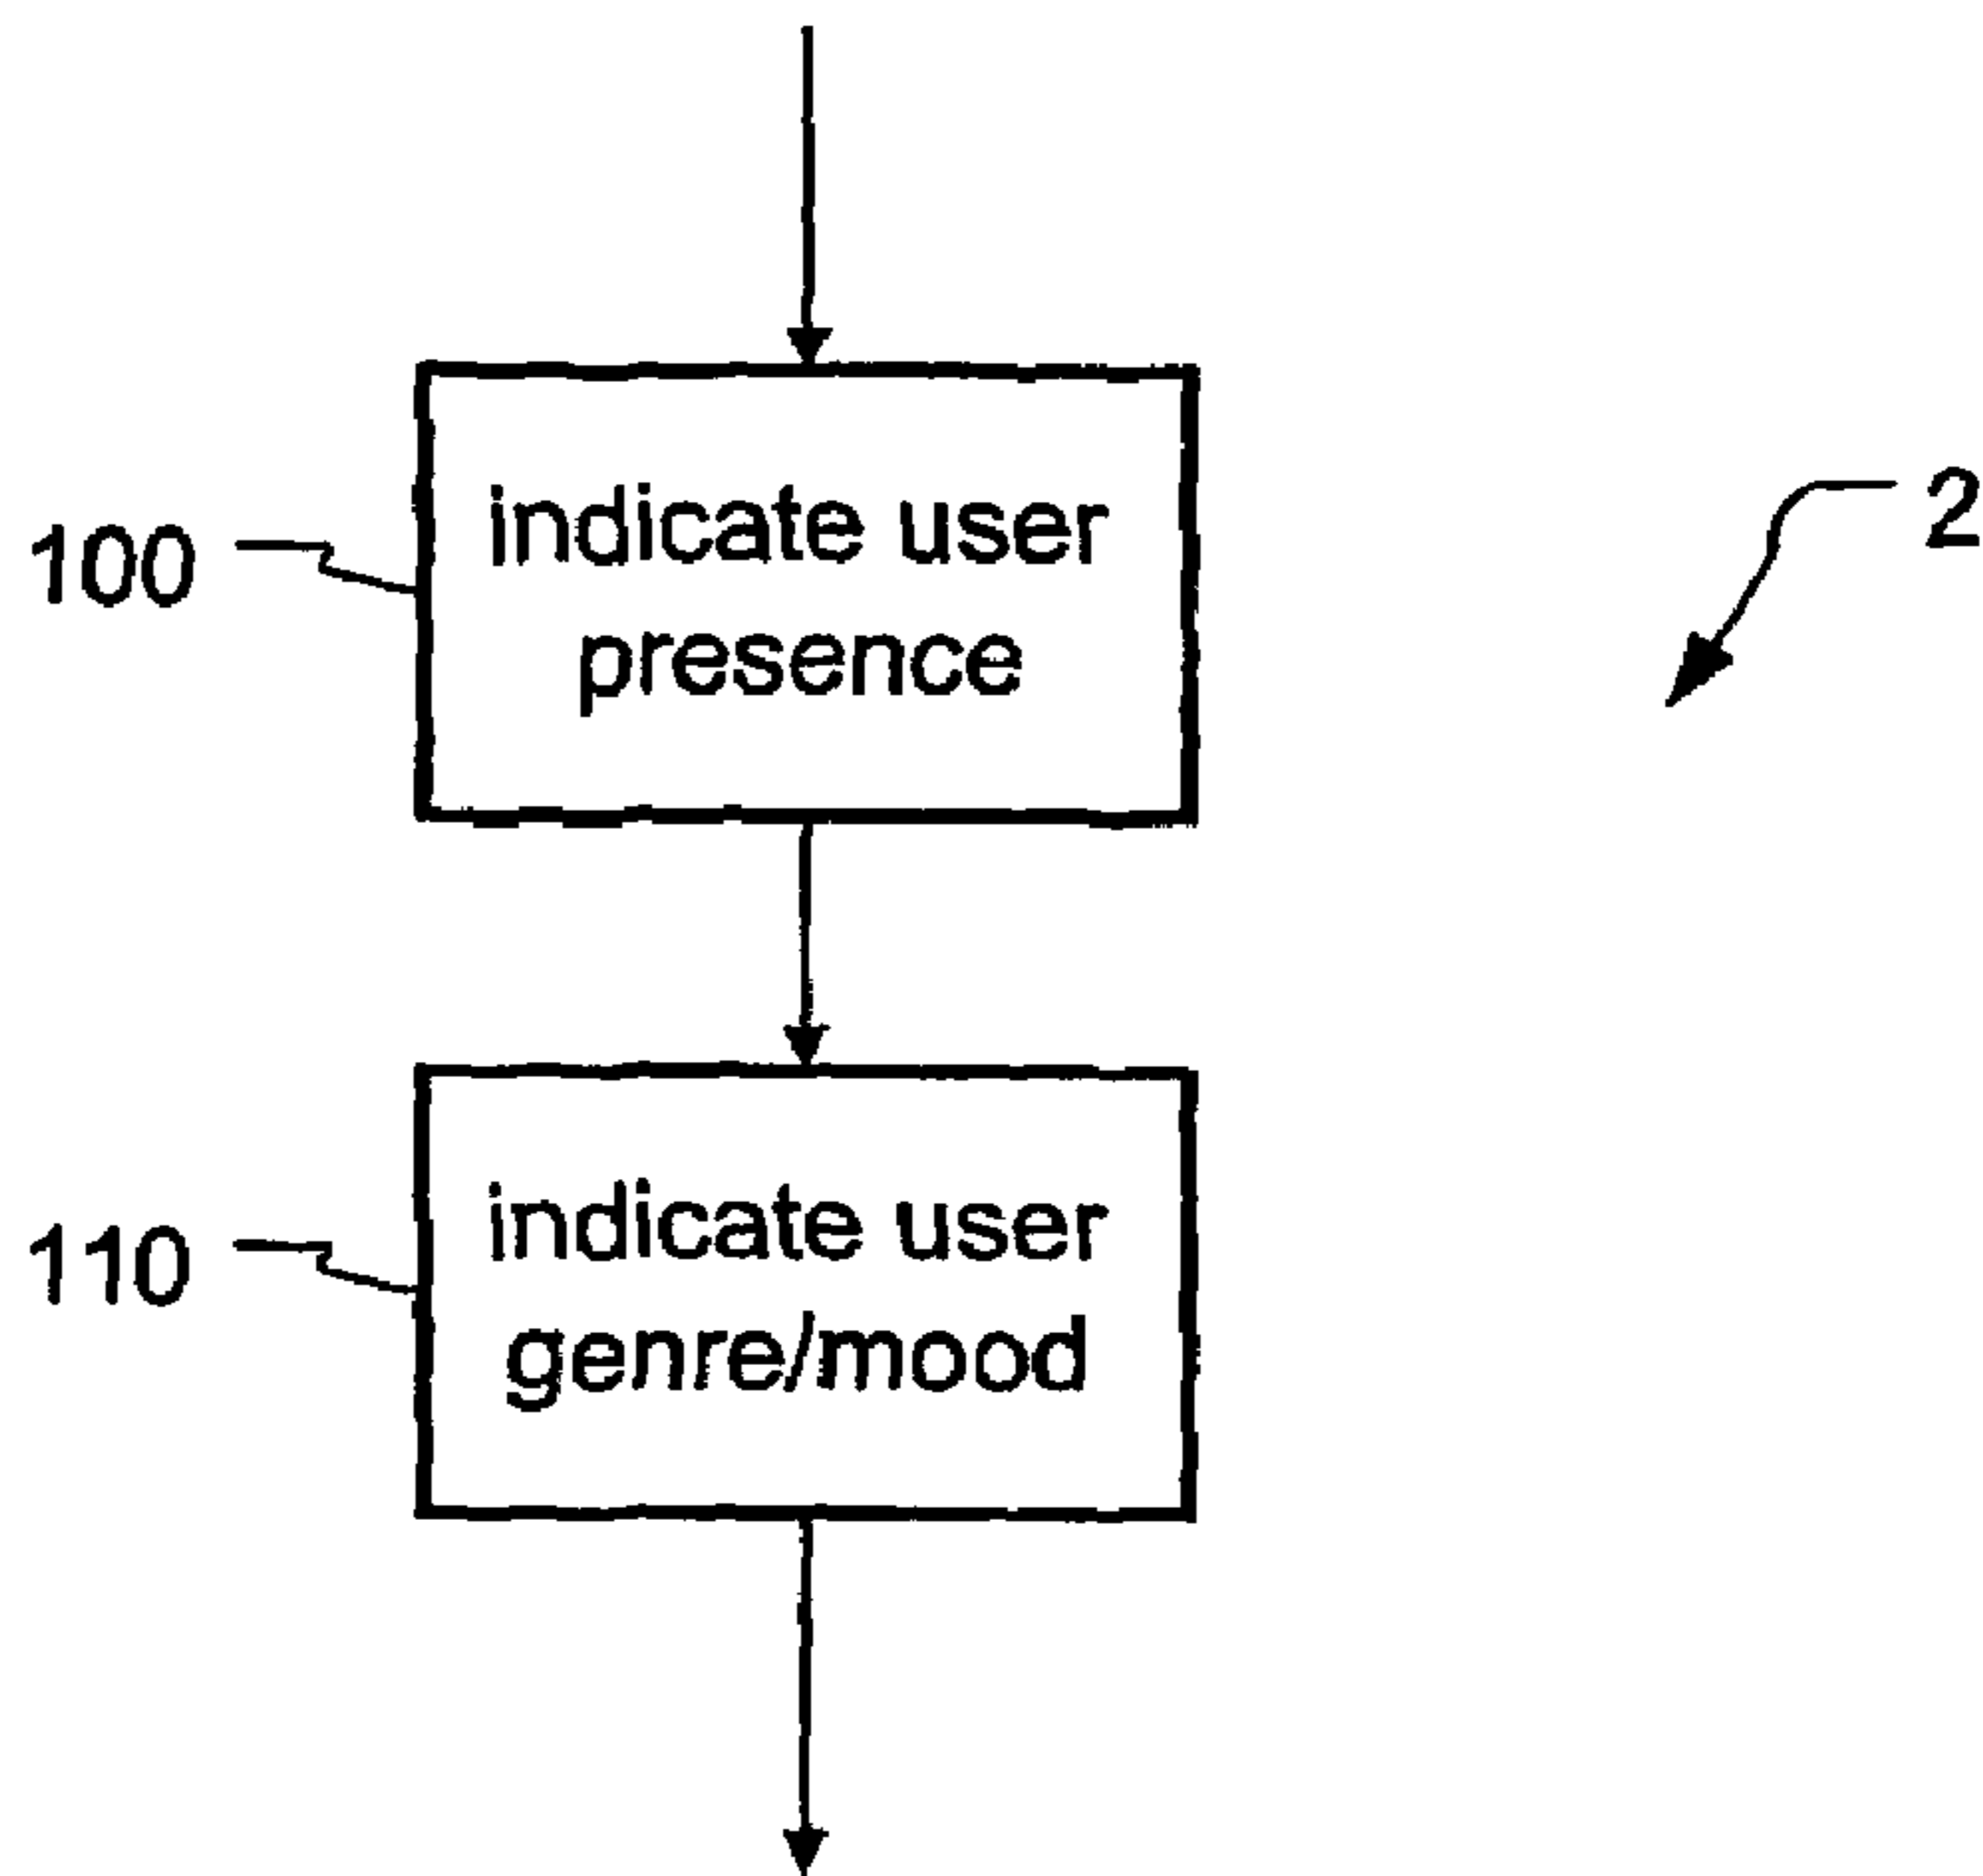 indicate user
presence
100
2
indicate user
genre/mood
110